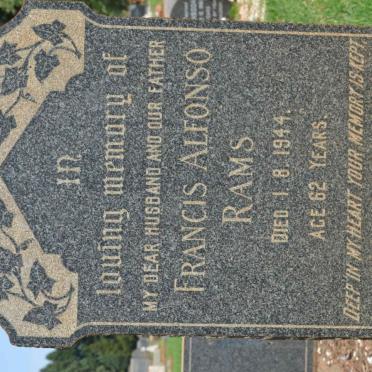 In
loving memory of
MY DEAR HUSBAND AND OUR FATHER
FRANCIS ALFONSO
RAMS
DIED 1.8.1944.
AGE 62 YEARS.
DEEP IN MY HEART YOUR MEMORY IS KEPT